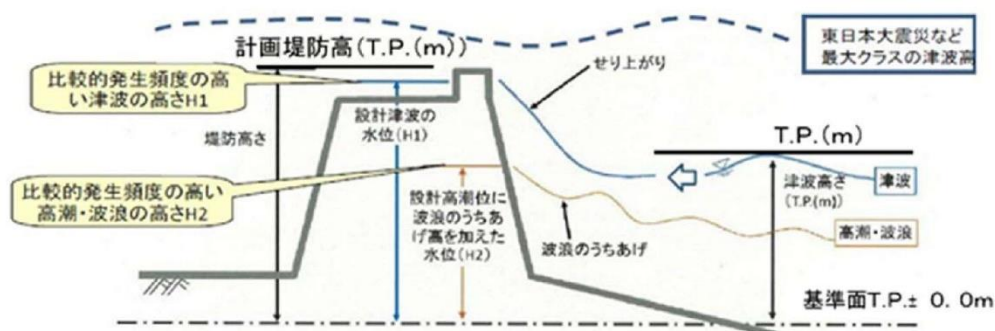 東日本大震災など
最大クラスの津波高
計画堤防高(T.P.(m))
比較的発生頻度の高
い津波の高さH1
せり上がり
設計津波の
水位(H1)
堤防高さ
T.P.(m)
比較的発生頻度の高い
高潮・波浪の高さH2
津波高さ
(T.P.(m))
津波
設計高潮位に
波浪のうちあ
げ高を加えた
水位(H2)
波浪のうちあげ
高潮・波浪
基準面T.P.± 0.0m